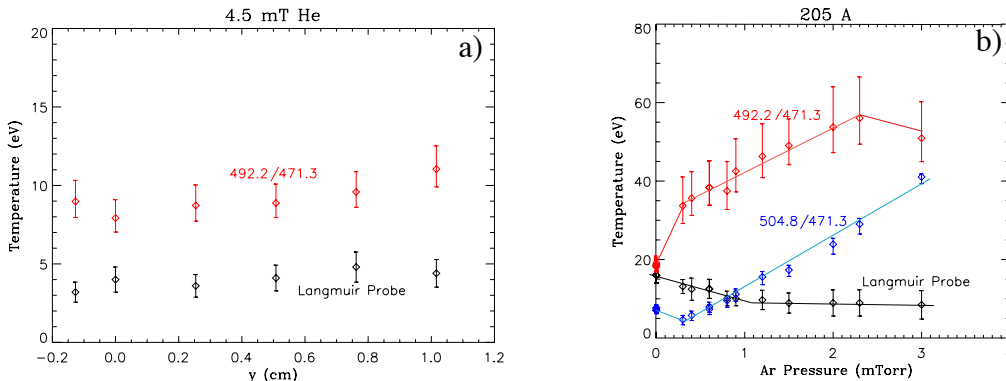 4.5 mT He
a)
20
15
10
5
0
Temperature (eV)
492.2/471.3
Langmuir Probe
−0.2 0.0 0.2 0.4 0.6 0.8 1.0 1.2
y (cm)
205 A
b)
80
60
40
20
0
Temperature (eV)
492.2/471.3
504.8/471.3
Langmuir Probe
0 1 2 3
Ar Pressure (mTorr)